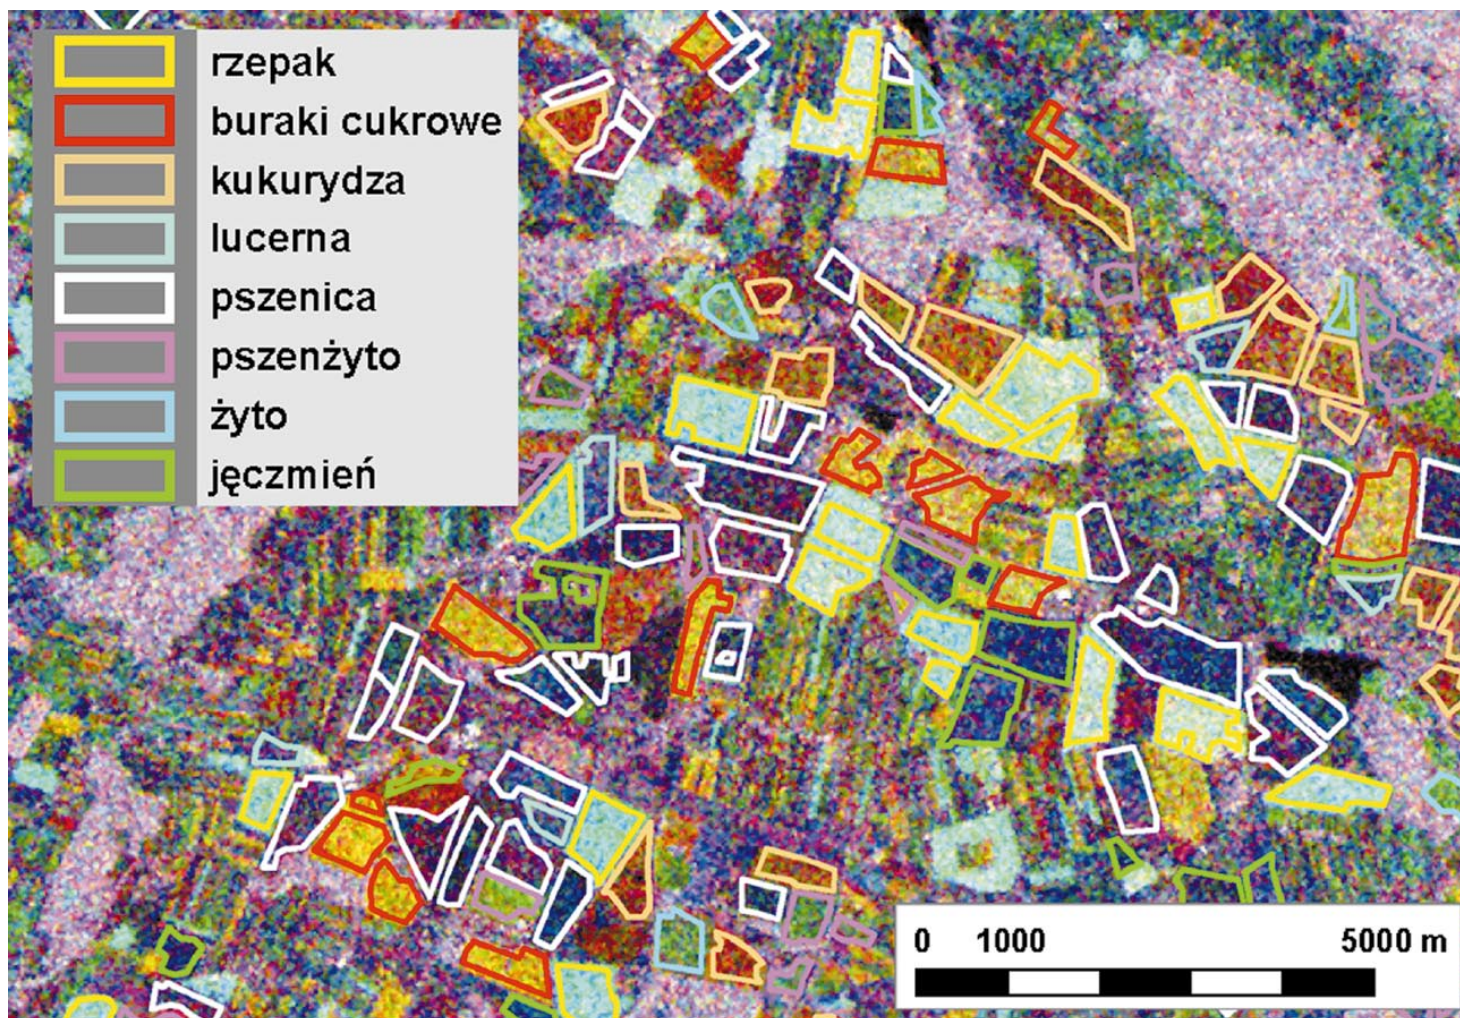 rzepak
buraki cukrowe
kukurydza
lucerna
pszenica
pszenżyto
żyto
jęczmień
0 1000 5000 m